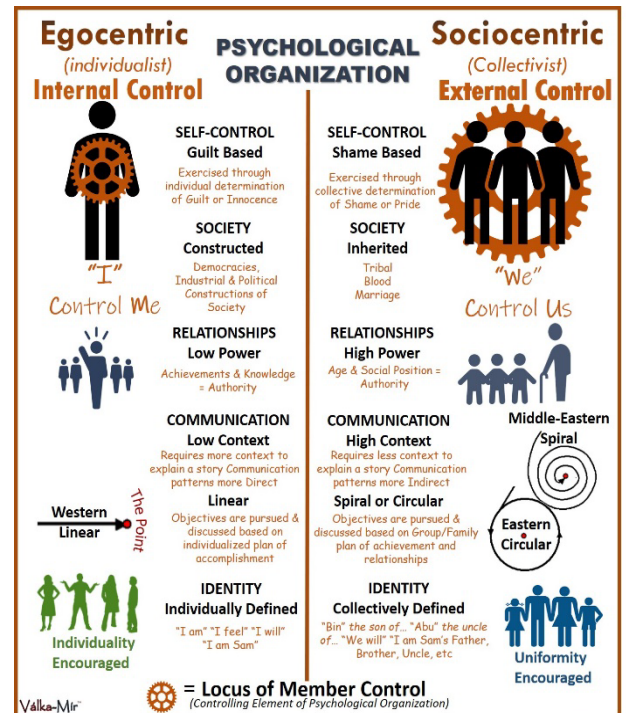 Egocentric
(individualist)
Internal Control
PSYCHOLOGICAL
ORGANIZATION
Sociocentric
(Collectivist)
External Control
SELF-CONTROL
Guilt Based
Exercised through
individual determination
of Guilt or Innocence
SELF-CONTROL
Shame Based
Exercised through
collective determination
of Shame or Pride
SOCIETY
Constructed
Democracies,
Industrial & Political
Constructions of
Society
SOCIETY
Inherited
Tribal
Blood
Marriage
"I"
Control Me
"We"
Control Us
RELATIONSHIPS
Low Power
Achievements & Knowledge
= Authority
RELATIONSHIPS
High Power
Age & Social Position =
Authority
COMMUNICATION
Low Context
Requires more context to
explain a story Communication
patterns more Direct
Linear
Objectives are pursued &
discussed based on
individualized plan of
accomplishment
COMMUNICATION
High Context
Requires less context to
explain a story Communication
patterns more Indirect
Spiral or Circular
Objectives are pursued &
discussed based on Group/Family
plan of achievement and
relationships
Western
Linear
The Point
Middle-Eastern
Spiral
Eastern
Circular
IDENTITY
Individually Defined
"I am" "I feel" "I will"
"I am Sam"
IDENTITY
Collectively Defined
"Bin" the son of... "Abu" the uncle
of... "We will" "I am Sam's Father,
Brother, Uncle, etc
Individuality
Encouraged
Uniformity
Encouraged
= Locus of Member Control
(Controlling Element of Psychological Organization)
Válka-Mír™